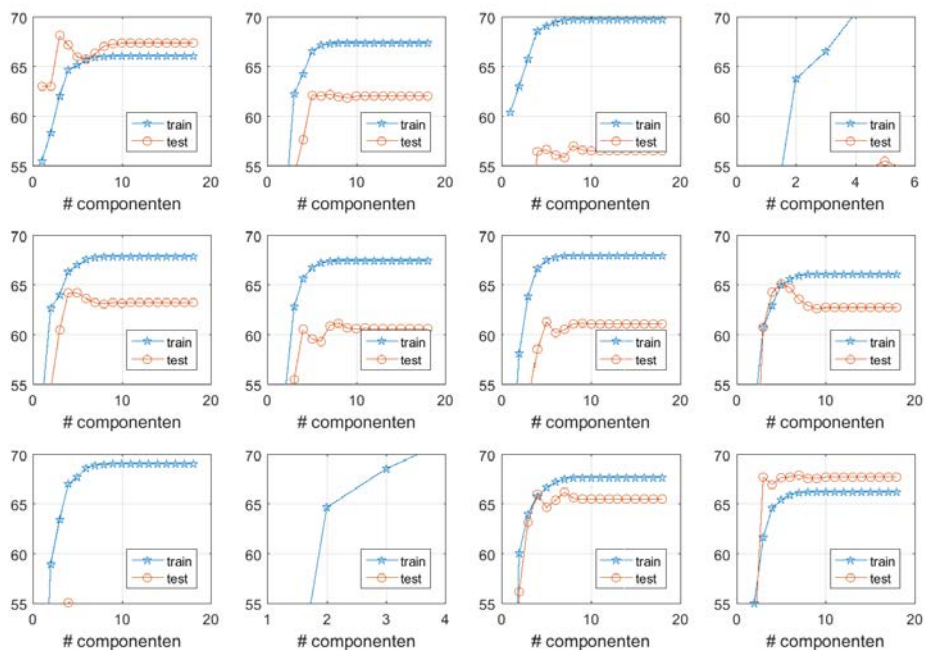 70 70 70 70
65 65 65 65
60 60 60 60
train train train
test test test test
55 55 55 55
0 10 20 0 10 20 0 10 20 0 2 4 6
# componenten # componenten # componenten # componenten
70 70 70 70
65 65 65 65
60 60 60 60
train train train train
test test test test
55 55 55 55
0 10 20 0 10 20 0 10 20 0 10 20
# componenten # componenten # componenten # componenten
70 70 70 70
65 65 65 65
60 60 60 60
train train train train
test test test test
55 55 55 55
0 10 20 1 2 3 4 0 10 20 0 10 20
# componenten # componenten # componenten # componenten